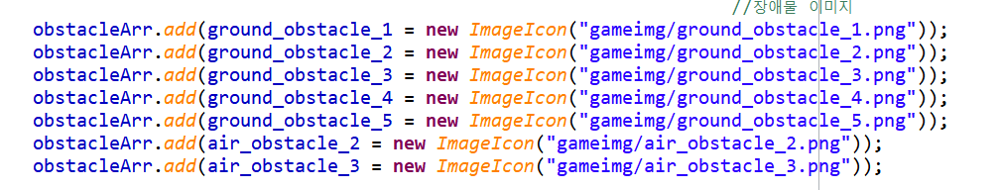 //장애물 이미지
obstacleArr.add(ground_obstacle_1 = new ImageIcon("gameimg/ground_obstacle_1.png"));
obstacleArr.add(ground_obstacle_2 = new ImageIcon("gameimg/ground_obstacle_2.png"));
obstacleArr.add(ground_obstacle_3 = new ImageIcon("gameimg/ground_obstacle_3.png"));
obstacleArr.add(ground_obstacle_4 = new ImageIcon("gameimg/ground_obstacle_4.png"));
obstacleArr.add(ground_obstacle_5 = new ImageIcon("gameimg/ground_obstacle_5.png"));
obstacleArr.add(air_obstacle_2 = new ImageIcon("gameimg/air_obstacle_2.png"));
obstacleArr.add(air_obstacle_3 = new ImageIcon("gameimg/air_obstacle_3.png"));